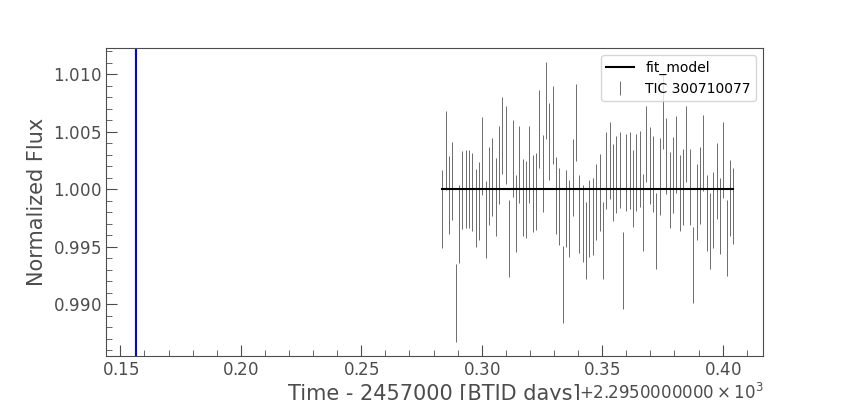 1.010
1.005
1.000
0.995
0.990
Normalized Flux
fit_model
TIC 300710077
0.15
0.20
0.25
0.30
0.35
0.40
Time - 2457000 [BTJD days]
+2.2950000000 × 10³